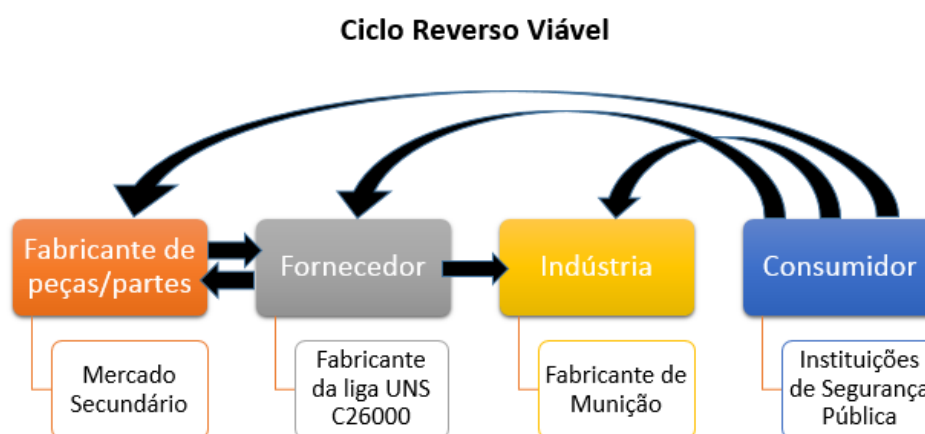 Ciclo Reverso Viável
Fabricante de
peças/partes
Fornecedor
Indústria
Consumidor
Mercado
Secundário
Fabricante
da liga UNS
C26000
Fabricante de
Munição
Instituições
de Segurança
Pública